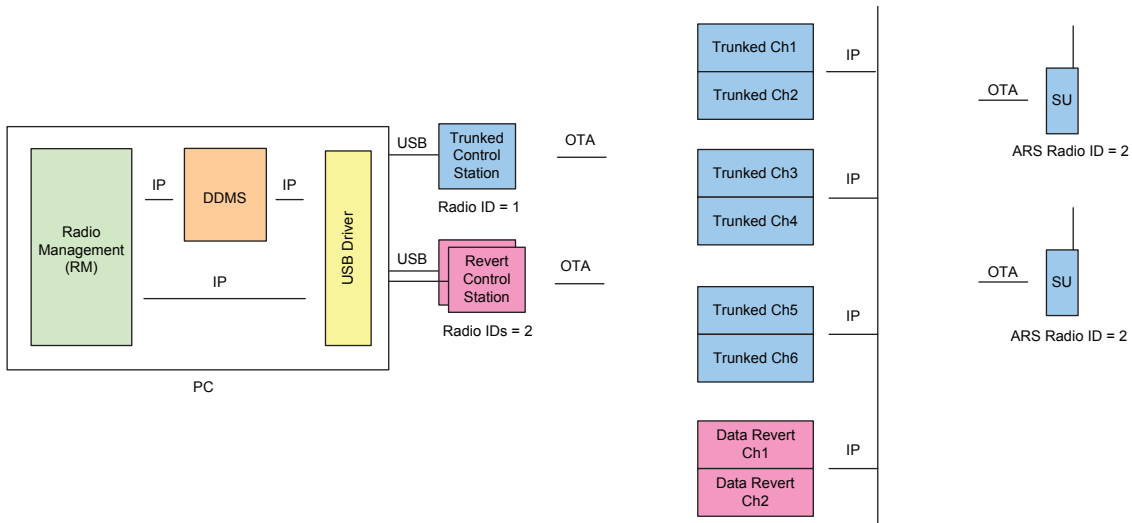 Trunked Ch1
IP
Trunked Ch2
OTA
SU
ARS Radio ID = 2
USB
Trunked
Control
Station
OTA
Radio ID = 1
Radio
Management
(RM)
IP
DDMS
IP
USB Driver
IP
Trunked Ch3
IP
Trunked Ch4
USB
Revert
Control
Station
OTA
Radio IDs = 2
OTA
SU
ARS Radio ID = 2
Trunked Ch5
IP
Trunked Ch6
PC
Data Revert
Ch1
IP
Data Revert
Ch2